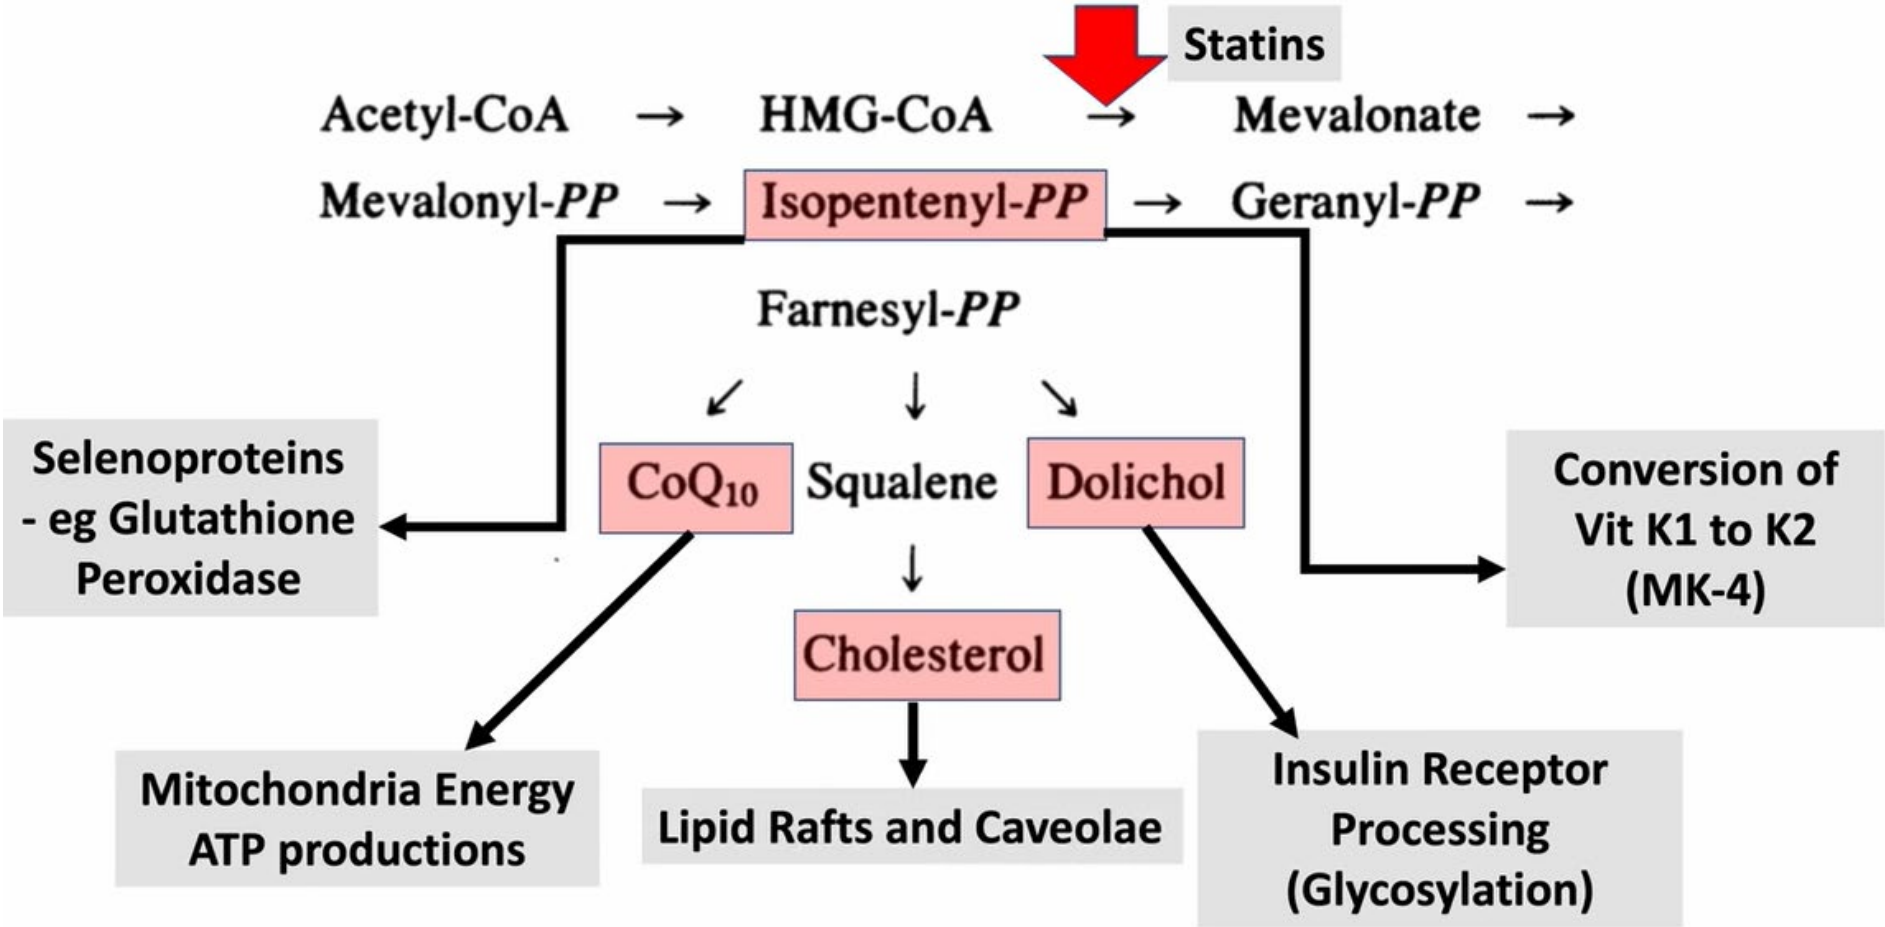 Statins
Acetyl-CoA → HMG-CoA → Mevalonate →
Mevalonyl-PP → Isopentenyl-PP → Geranyl-PP →
Farnesyl-PP
↙ ↓ ↘
Selenoproteins
- eg Glutathione
Peroxidase
CoQ₁₀ Squalene Dolichol
↓
Conversion of
Vit K1 to K2
(MK-4)
Cholesterol
Mitochondria Energy
ATP productions
Lipid Rafts and Caveolae
Insulin Receptor
Processing
(Glycosylation)